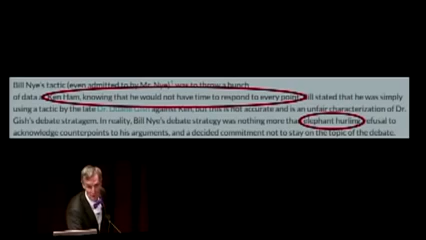 Bill Nye's tactic (even admitted to by Mr. Nye) was to throw a bunch
of data at Ken Ham, knowing that he would not have time to respond to every point. Bill stated that he was simply
using a tactic by the late Dr. Duane Gish against Ken, but this is not accurate and is an unfair characterization of Dr.
Gish's debate stratagem. In reality, Bill Nye's debate strategy was nothing more than elephant hurling, refusal to
acknowledge counterpoints to his arguments, and a decided commitment not to stay on the topic of the debate.